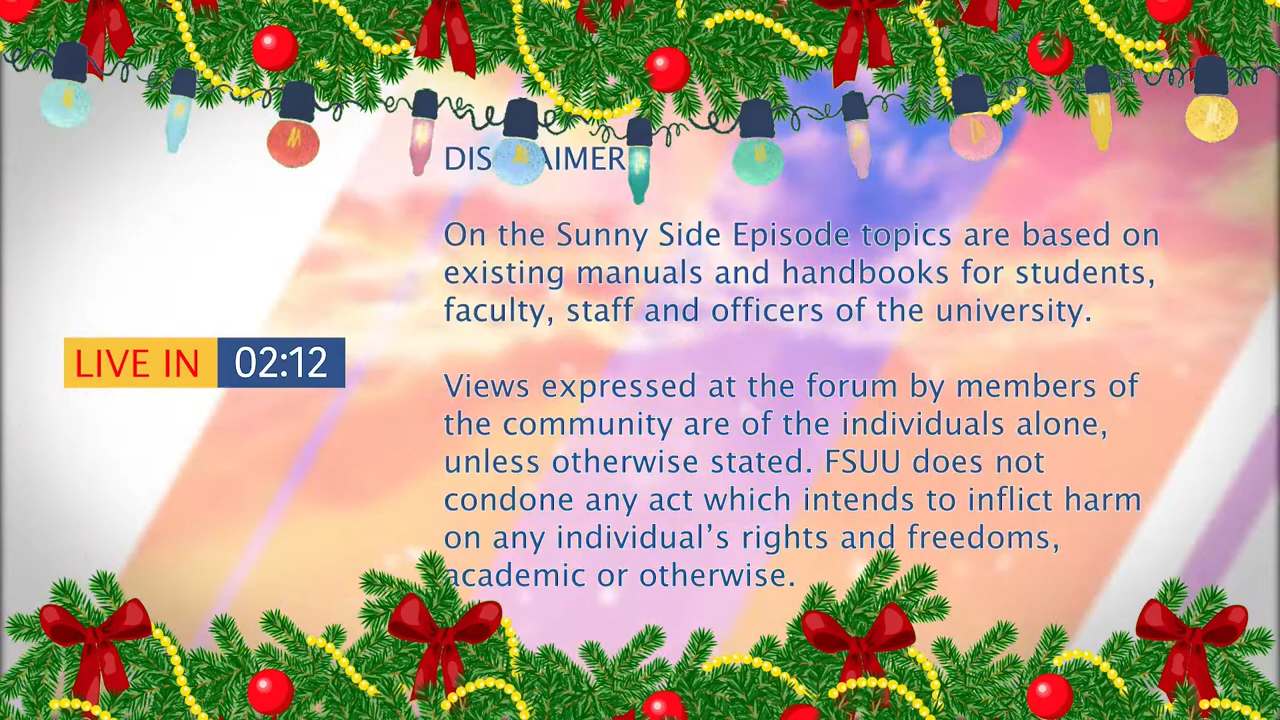 DISCLAIMER
On the Sunny Side Episode topics are based on
existing manuals and handbooks for students,
faculty, staff and officers of the university.
LIVE IN 02:12
Views expressed at the forum by members of
the community are of the individuals alone,
unless otherwise stated. FSUU does not
condone any act which intends to inflict harm
on any individual’s rights and freedoms,
academic or otherwise.